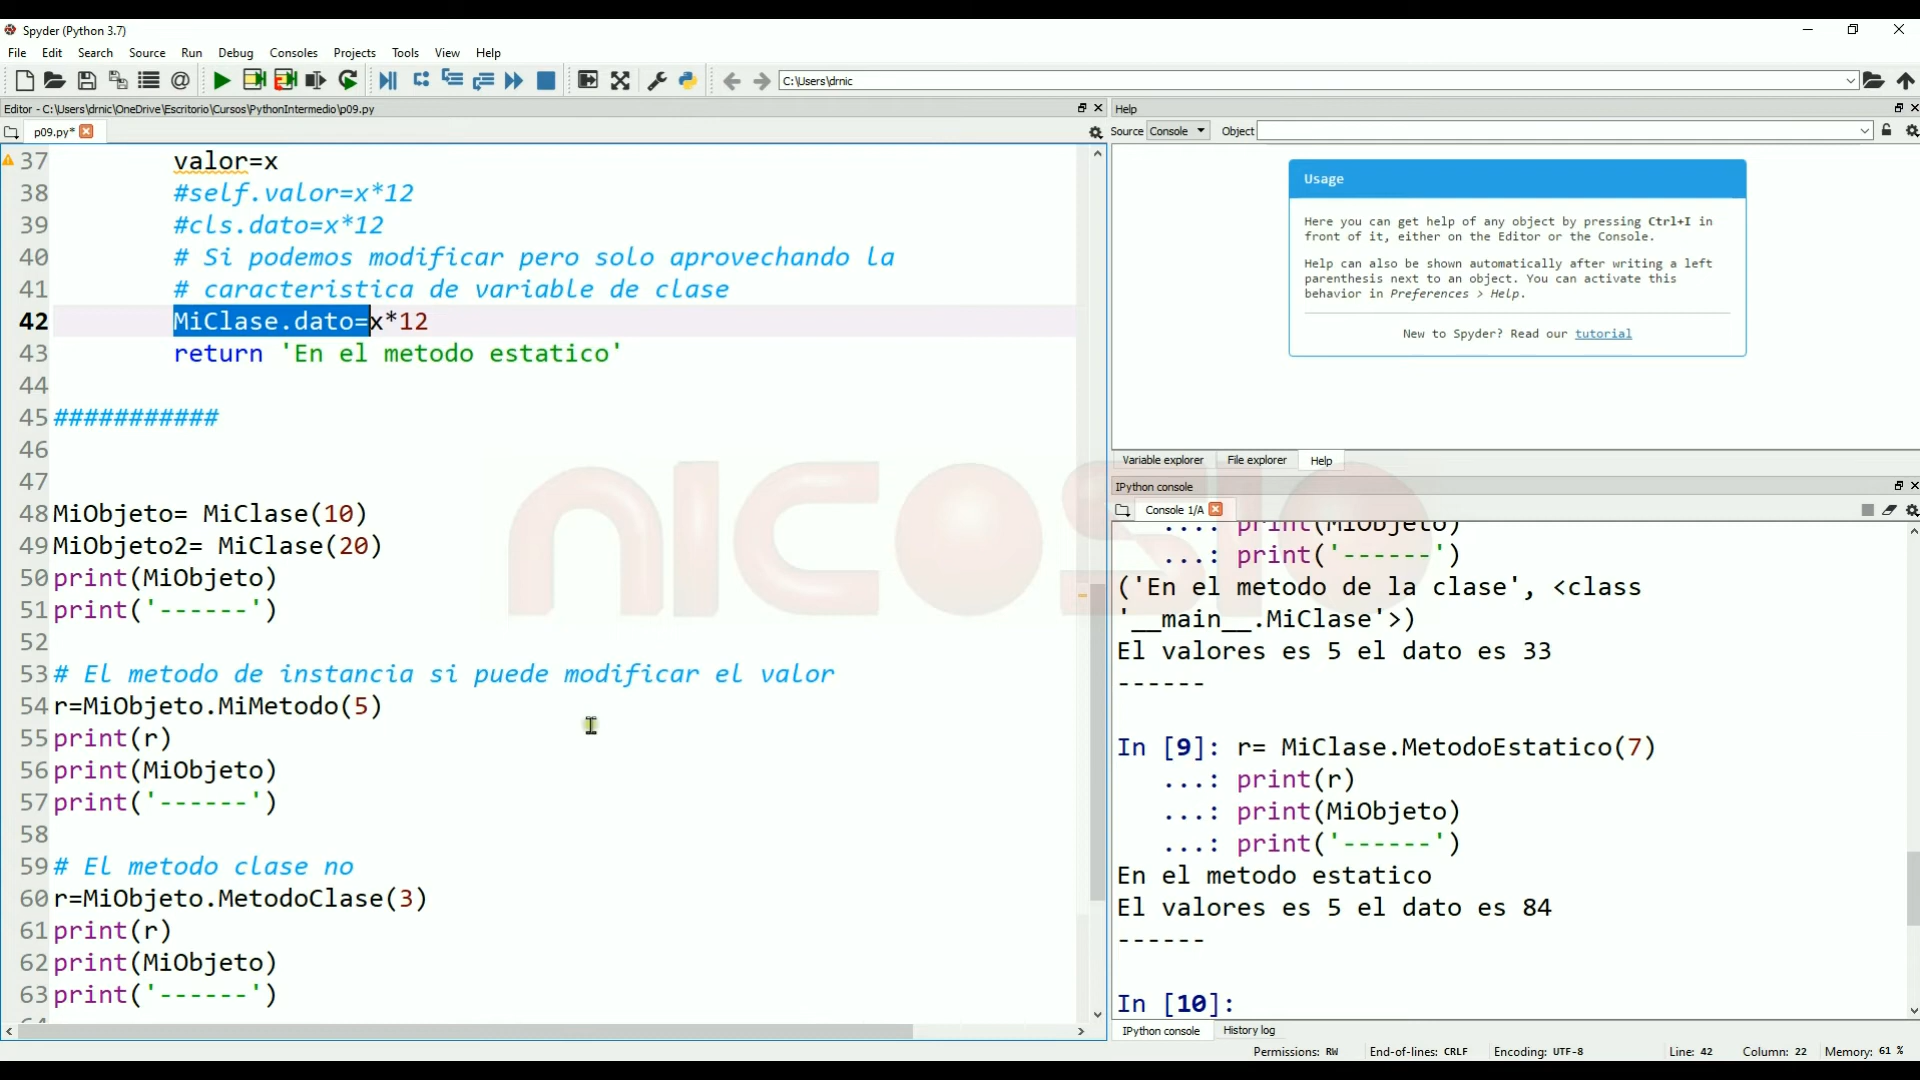 Spyder (Python 3.7)
File Edit Search Source Run Debug Consoles Projects Tools View Help
C:\Users\drnic
Editor - C:\Users\drnic\OneDrive\Escritorio\Cursos\PythonIntermedio\p09.py
p09.py*
37 valor=x
38 #self.valor=x*12
39 #cls.dato=x*12
40 # Si podemos modificar pero solo aprovechando la
41 # caracteristica de variable de clase
42 MiClase.dato=x*12
43 return 'En el metodo estatico'
44
45 ###########
46
47
48 MiObjeto= MiClase(10)
49 MiObjeto2= MiClase(20)
50 print(MiObjeto)
51 print('------')
52
53 # El metodo de instancia si puede modificar el valor
54 r=MiObjeto.MiMetodo(5)
55 print(r)
56 print(MiObjeto)
57 print('------')
58
59 # El metodo clase no
60 r=MiObjeto.MetodoClase(3)
61 print(r)
62 print(MiObjeto)
63 print('------')
NICOSIO
Help
Source Console Object
Usage
Here you can get help of any object by pressing Ctrl+I in
front of it, either on the Editor or the Console.
Help can also be shown automatically after writing a left
parenthesis next to an object. You can activate this
behavior in Preferences > Help.
New to Spyder? Read our tutorial
Variable explorer File explorer Help
IPython console
Console 1/A
...: print(MiObjeto)
...: print('------')
('En el metodo de la clase', <class
'__main__.MiClase'>)
El valores es 5 el dato es 33
------
In [9]: r= MiClase.MetodoEstatico(7)
...: print(r)
...: print(MiObjeto)
...: print('------')
En el metodo estatico
El valores es 5 el dato es 84
------
In [10]:
IPython console History log
Permissions: RW End-of-lines: CRLF Encoding: UTF-8 Line: 42 Column: 22 Memory: 61 %